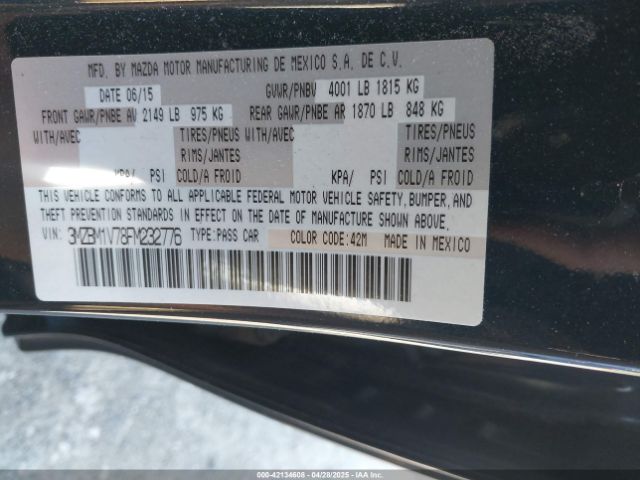 MFD. BY MAZDA MOTOR MANUFACTURING DE MEXICO S.A. DE C.V.
DATE 06/15 GVWR/PNBV 4001 LB 1815 KG
FRONT GAWR/PNBE AV 2149 LB 975 KG REAR GAWR/PNBE AR 1870 LB 848 KG
WITH/AVEC TIRES/PNEUS WITH/AVEC TIRES/PNEUS
RIMS/JANTES RIMS/JANTES
KPA/ PSI COLD/A FROID KPA/ PSI COLD/A FROID
THIS VEHICLE CONFORMS TO ALL APPLICABLE FEDERAL MOTOR VEHICLE SAFETY, BUMPER, AND
THEFT PREVENTION STANDARDS IN EFFECT ON THE DATE OF MANUFACTURE SHOWN ABOVE.
VIN: 3MZBM1V78FM232776 TYPE: PASS CAR COLOR CODE: 42M MADE IN MEXICO
000-42134608 | 04/28/2025 - IAA Inc.